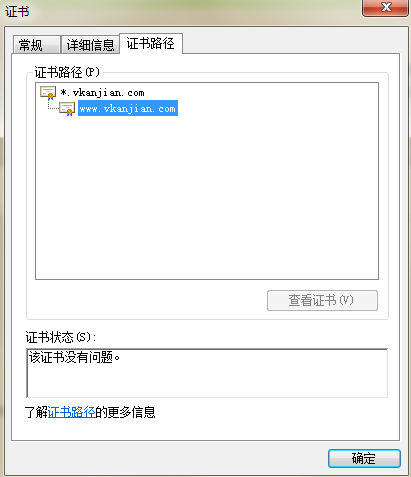 证书
常规 详细信息 证书路径
证书路径(P)
*.vkanjian.com
www.vkanjian.com
查看证书(V)
证书状态(S):
该证书没有问题。
了解证书路径的更多信息
确定